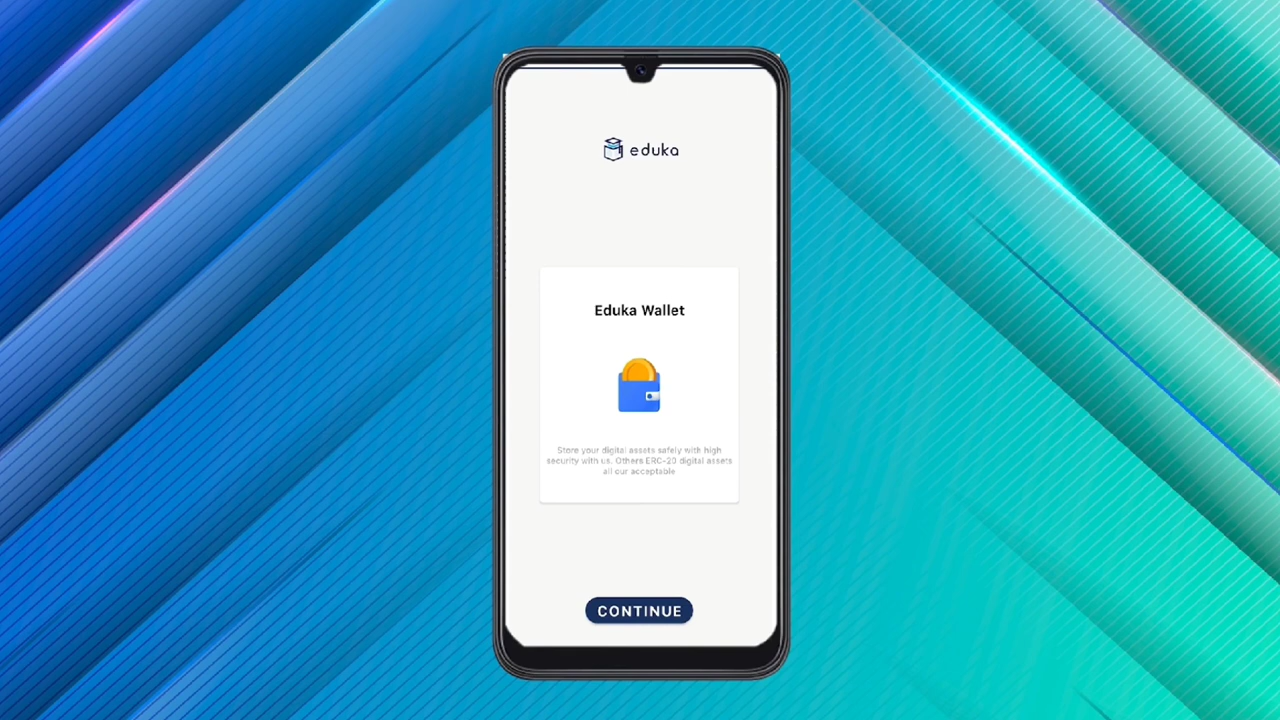 eduka
Eduka Wallet
Store your digital assets safely with high
security with us. Others ERC-20 digital assets
all our acceptable
CONTINUE